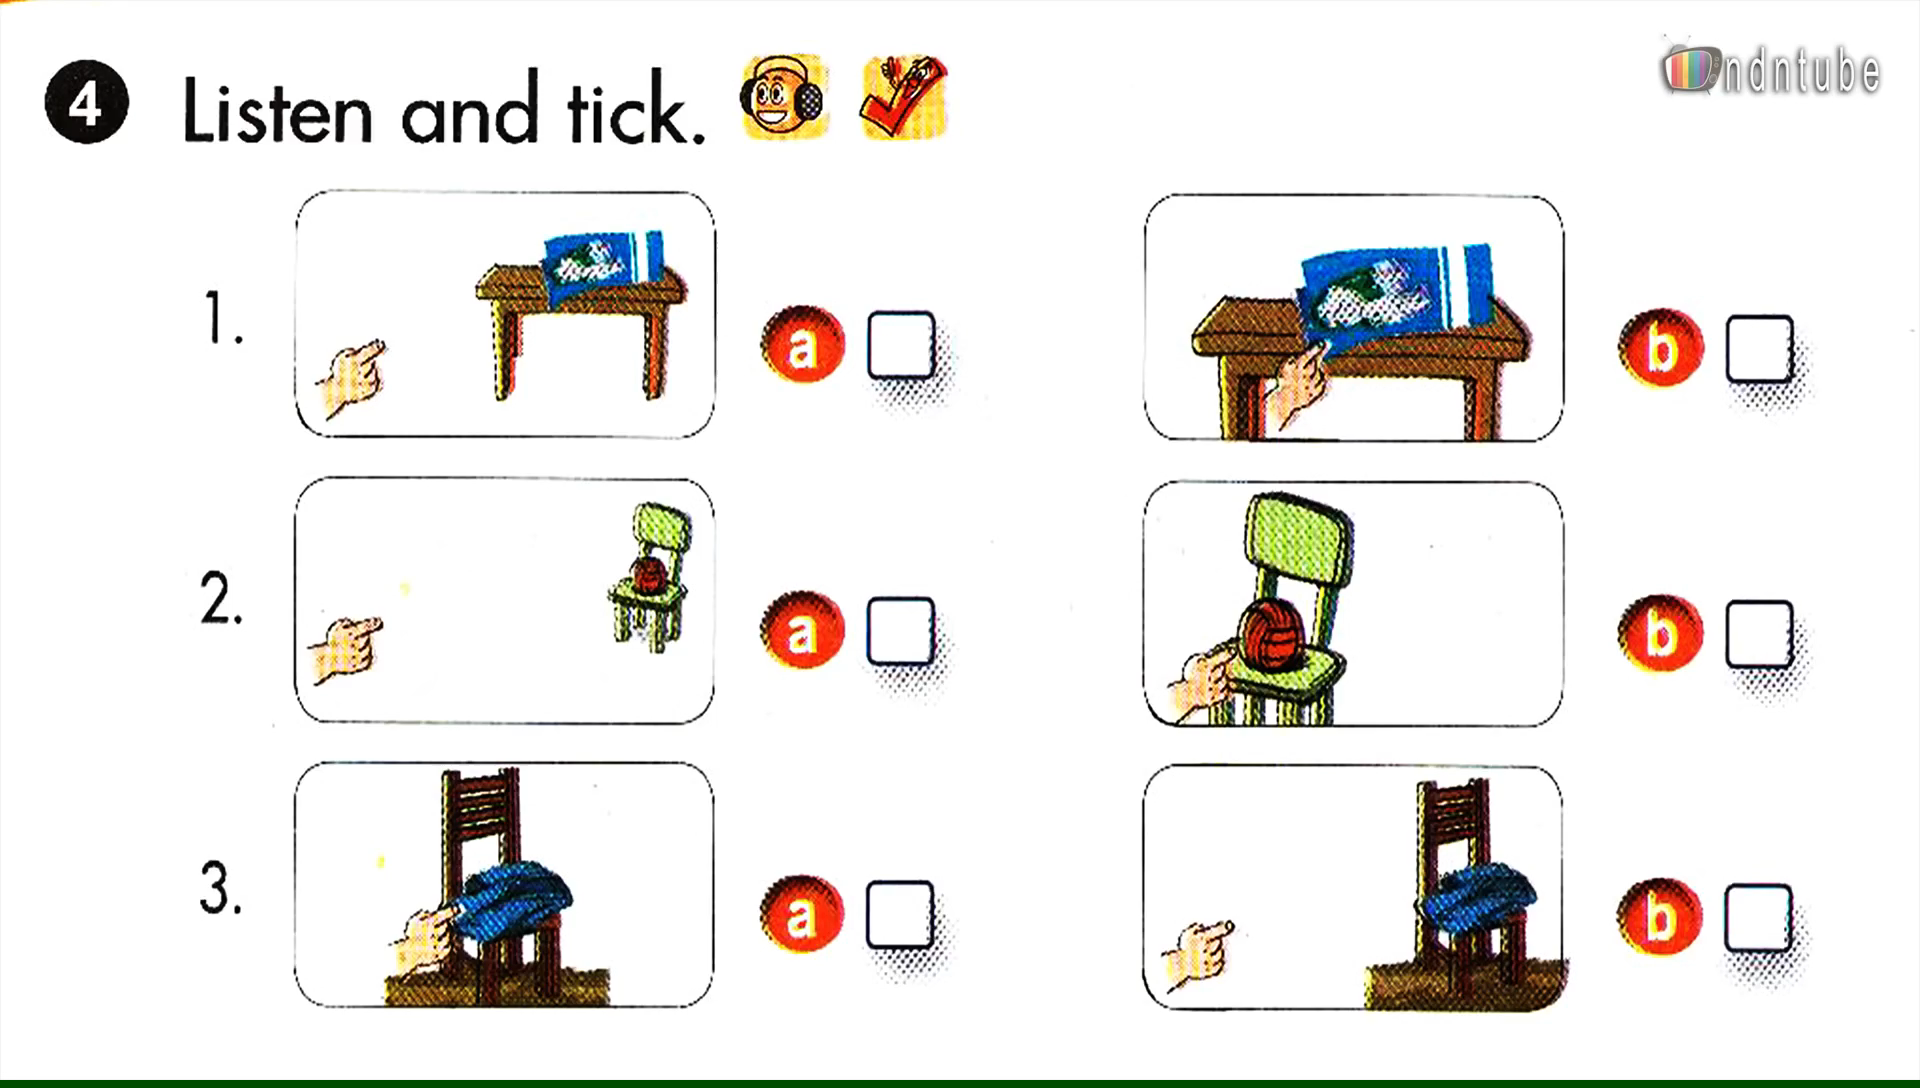 ndntube
4 Listen and tick.
1. a b
2. a b
3. a b